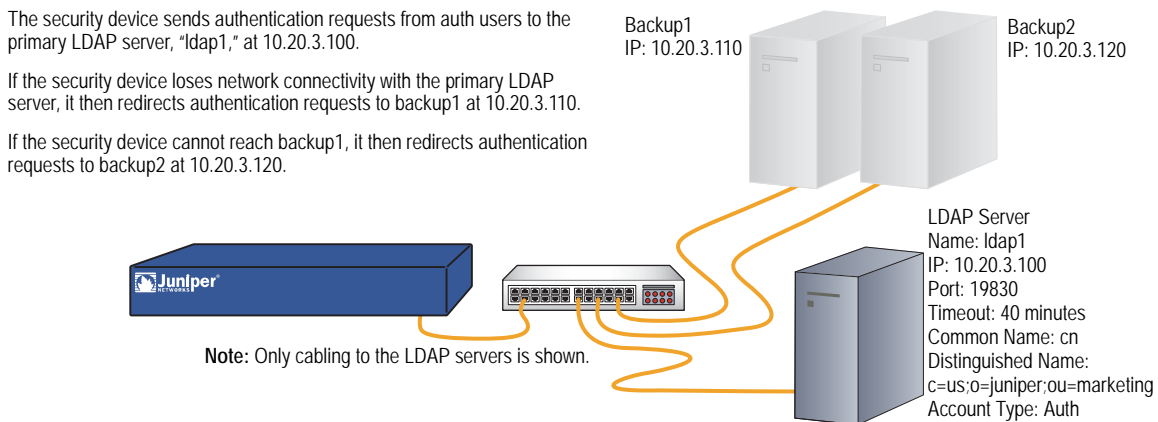 The security device sends authentication requests from auth users to the
primary LDAP server, “ldap1,” at 10.20.3.100.
If the security device loses network connectivity with the primary LDAP
server, it then redirects authentication requests to backup1 at 10.20.3.110.
If the security device cannot reach backup1, it then redirects authentication
requests to backup2 at 10.20.3.120.
Backup1
IP: 10.20.3.110
Backup2
IP: 10.20.3.120
Juniper®
NETWORKS
Note: Only cabling to the LDAP servers is shown.
LDAP Server
Name: ldap1
IP: 10.20.3.100
Port: 19830
Timeout: 40 minutes
Common Name: cn
Distinguished Name:
c=us;o=juniper;ou=marketing
Account Type: Auth